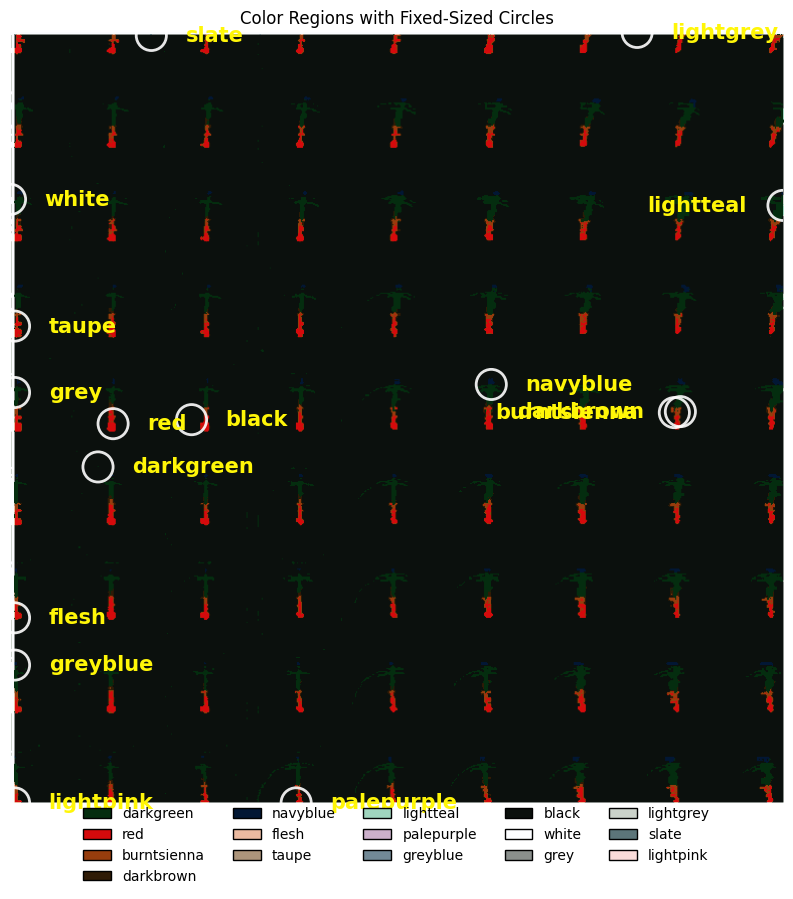 Color Regions with Fixed-Sized Circles
slate
lightgrey
white
lightteal
taupe
grey
navyblue
burntsienna
darkbrown
red
black
darkgreen
flesh
greyblue
lightpink
palepurple
darkgreen navyblue lightteal black lightgrey
red flesh palepurple white slate
burntsienna taupe greyblue grey lightpink
darkbrown